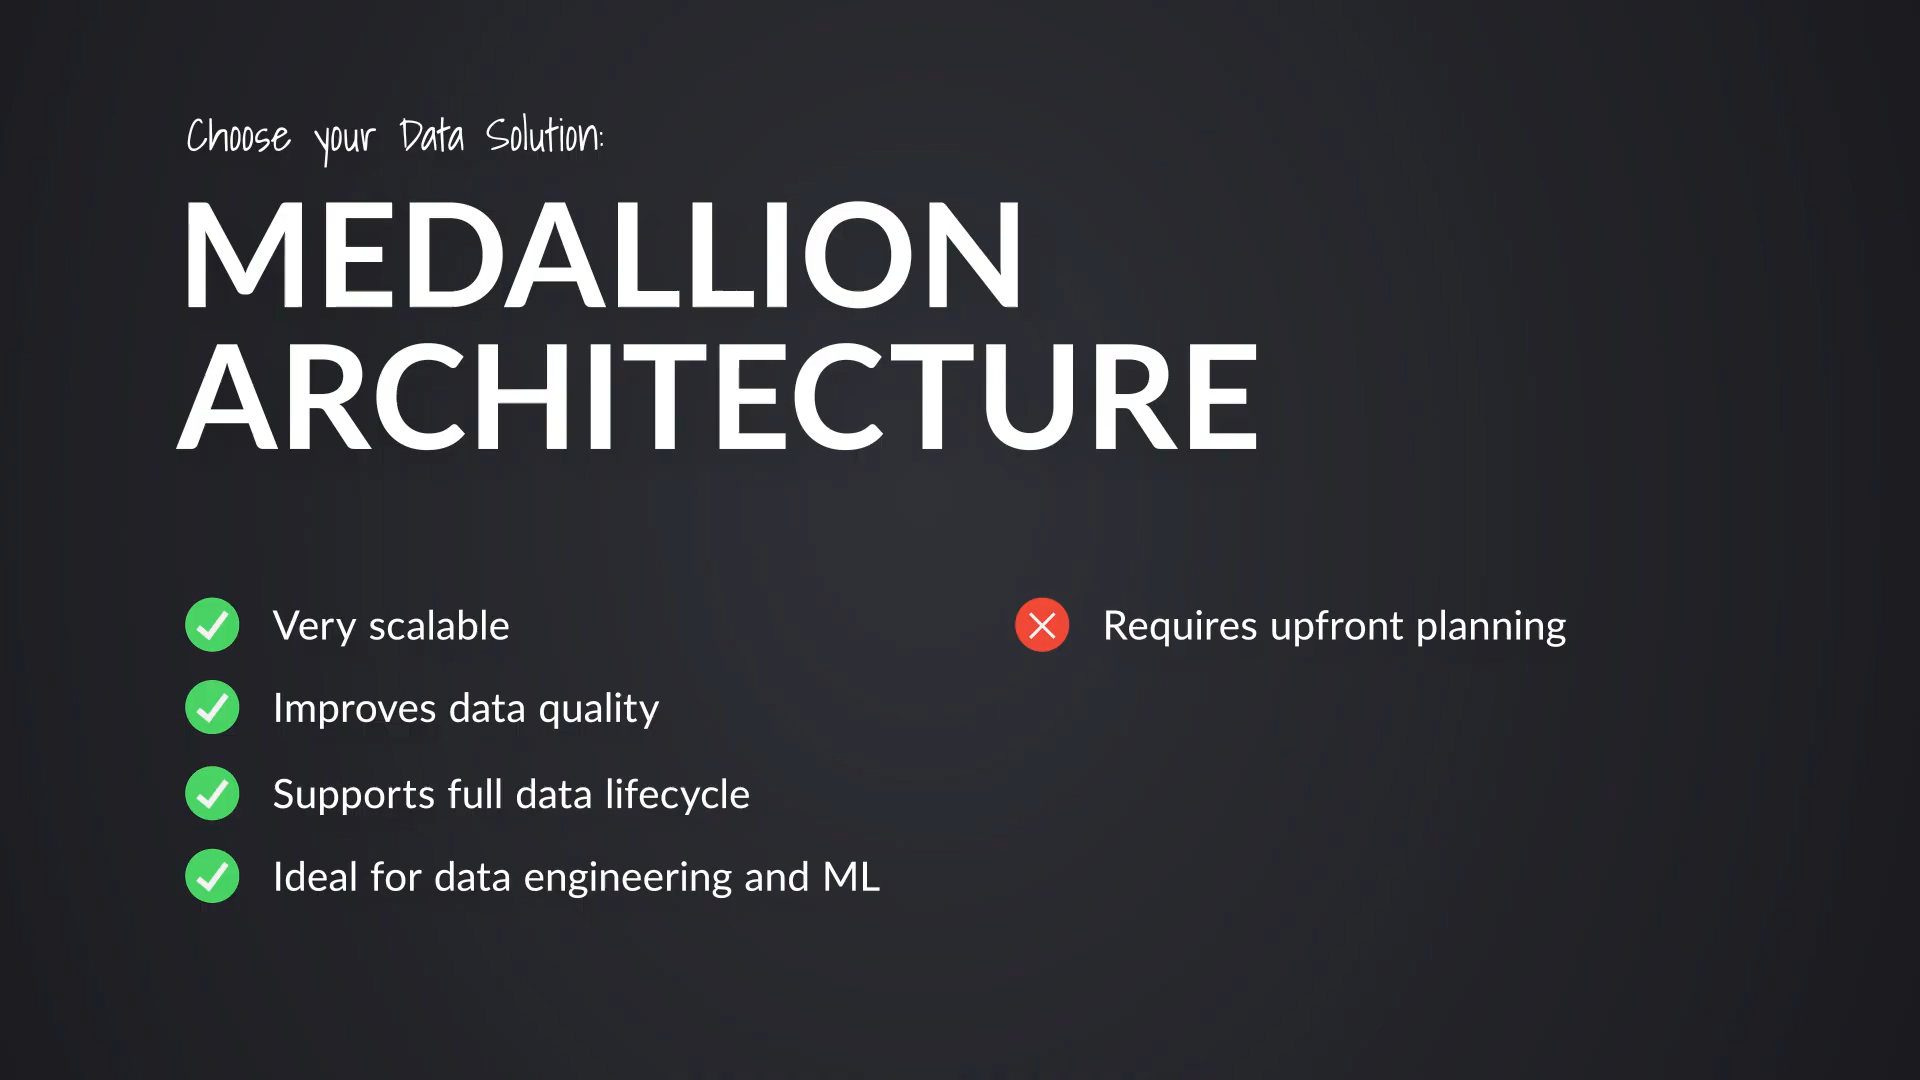 Choose your Data Solution:
MEDALLION
ARCHITECTURE
Very scalable
Improves data quality
Supports full data lifecycle
Ideal for data engineering and ML
Requires upfront planning